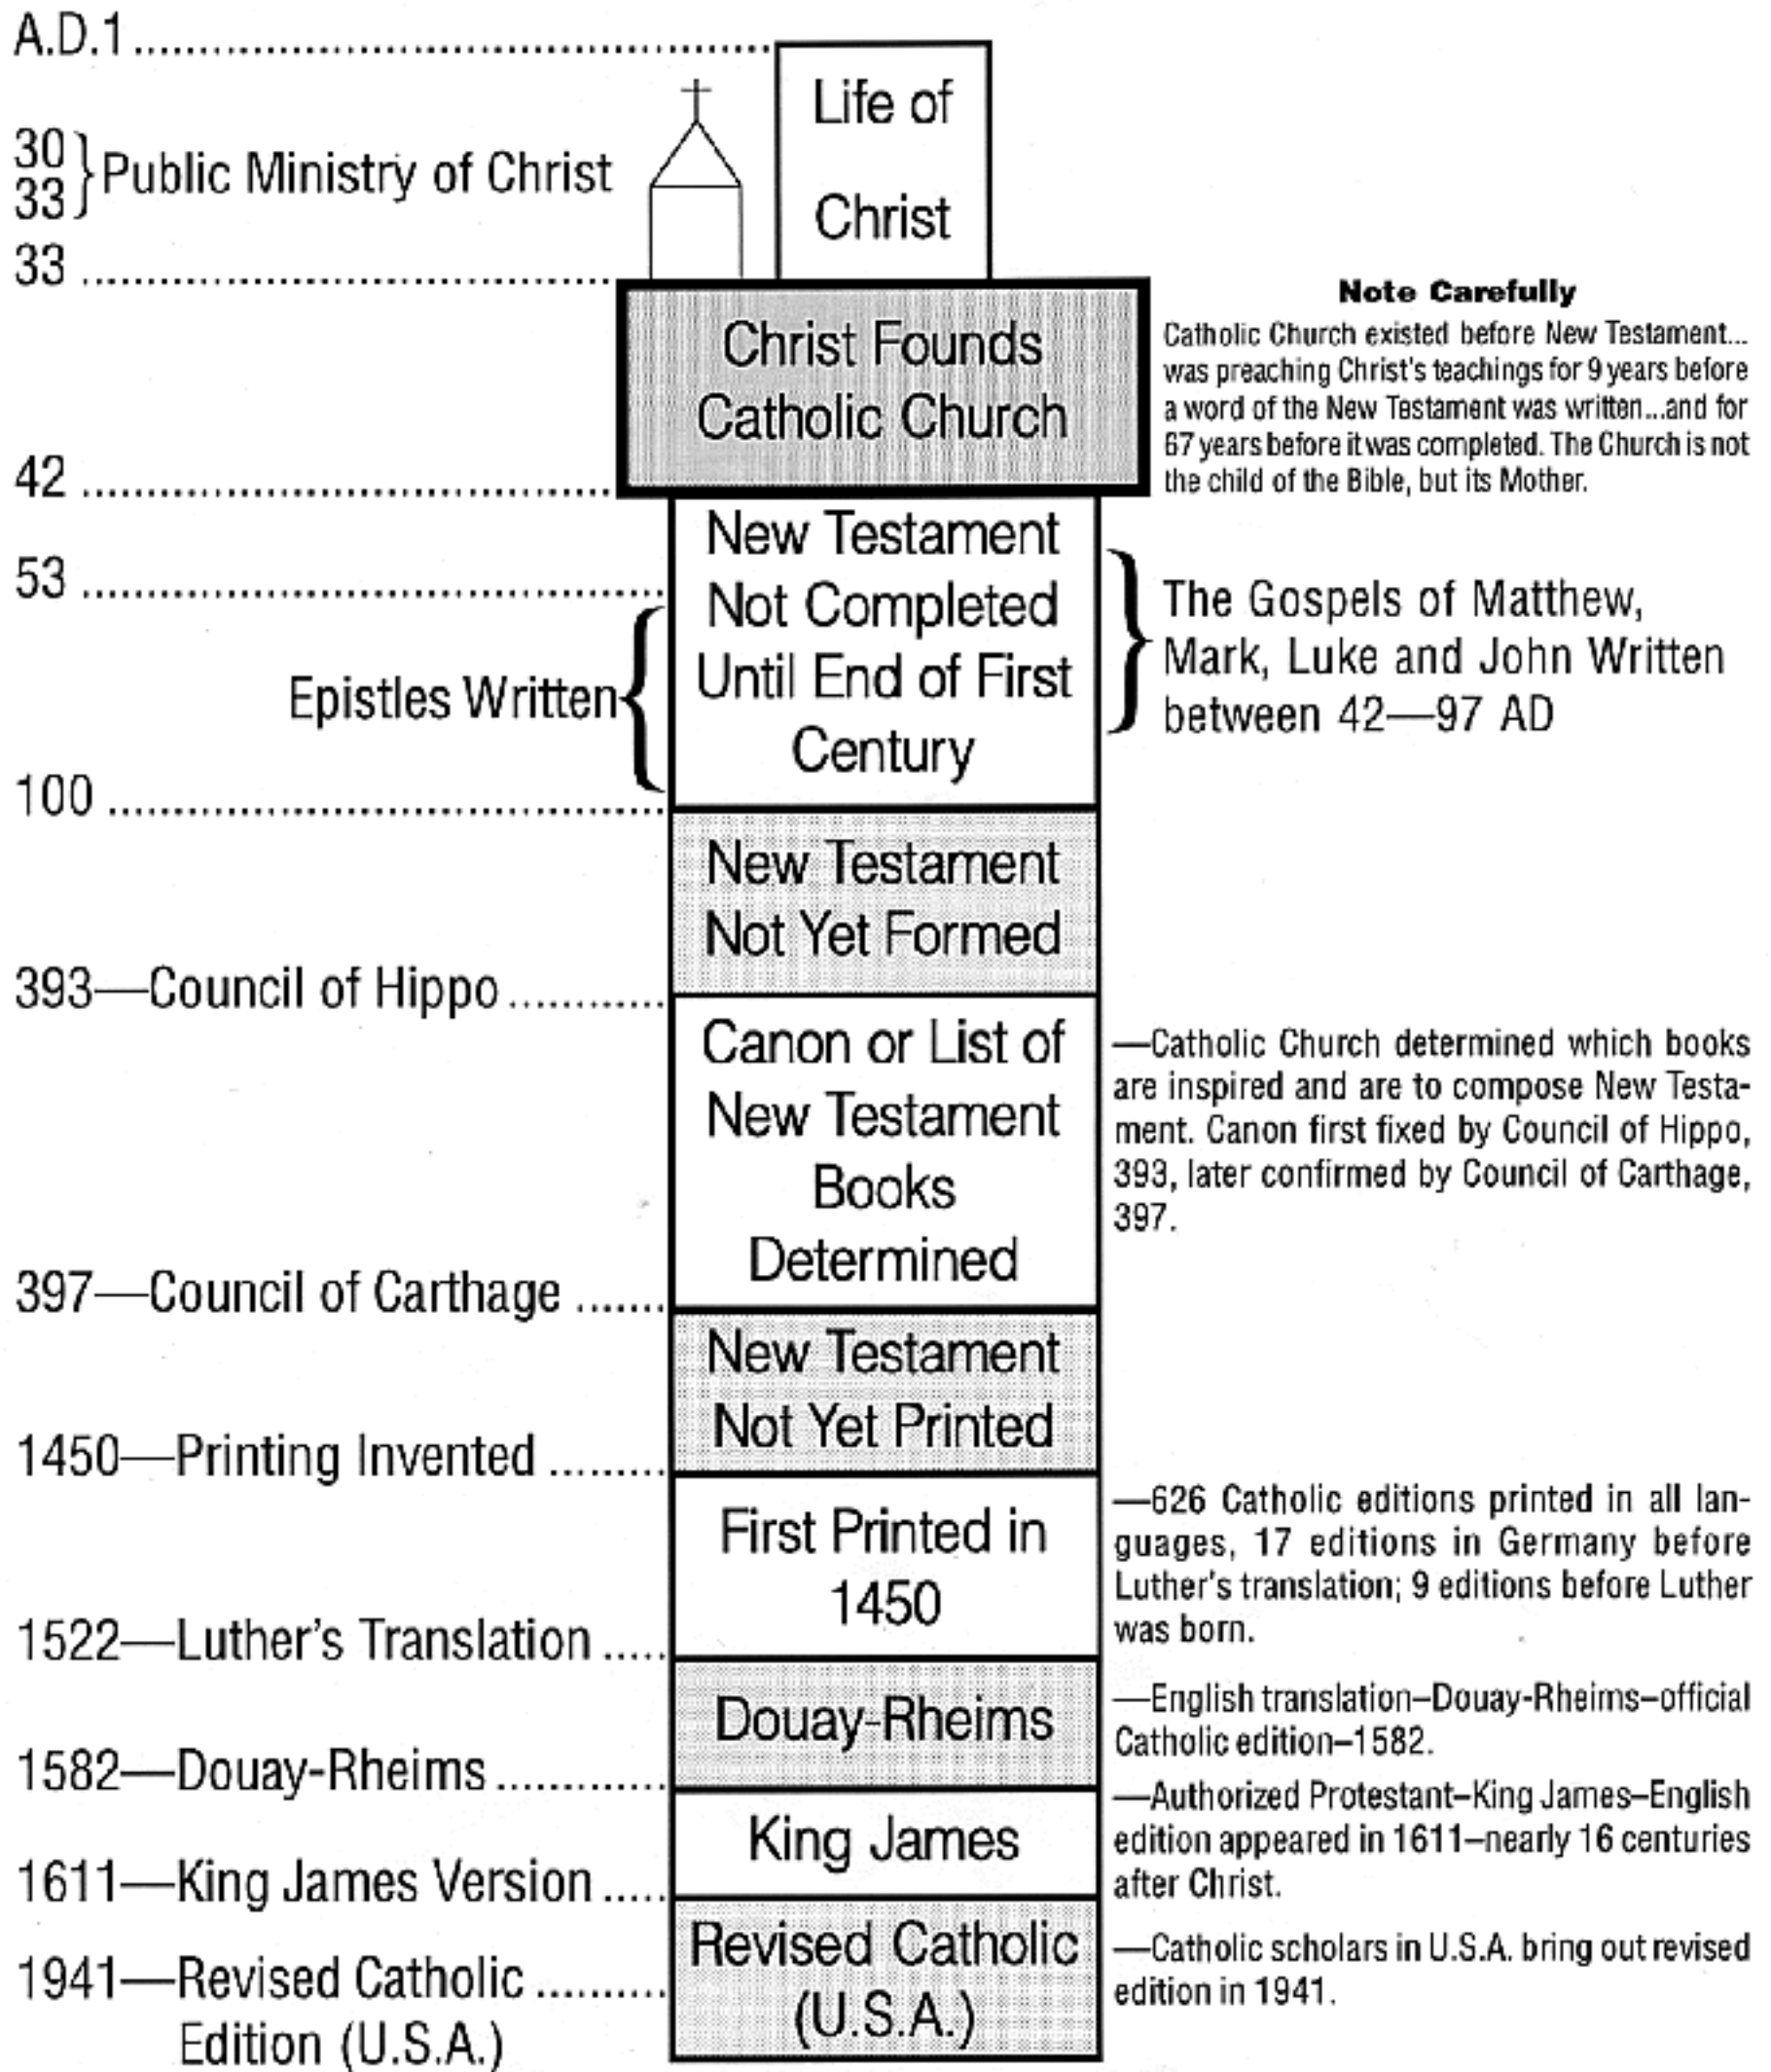 A.D.1
30
33
Public Ministry of Christ
33
42
53
Epistles Written
100
393—Council of Hippo
397—Council of Carthage
1450—Printing Invented
1522—Luther's Translation
1582—Douay-Rheims
1611—King James Version
1941—Revised Catholic
Edition (U.S.A.)
Life of
Christ
Christ Founds
Catholic Church
New Testament
Not Completed
Until End of First
Century
New Testament
Not Yet Formed
Canon or List of
New Testament
Books
Determined
New Testament
Not Yet Printed
First Printed in
1450
Douay-Rheims
King James
Revised Catholic
(U.S.A.)
Note Carefully
Catholic Church existed before New Testament...
was preaching Christ's teachings for 9 years before
a word of the New Testament was written...and for
67 years before it was completed. The Church is not
the child of the Bible, but its Mother.
The Gospels of Matthew,
Mark, Luke and John Written
between 42—97 AD
—Catholic Church determined which books
are inspired and are to compose New Testa-
ment. Canon first fixed by Council of Hippo,
393, later confirmed by Council of Carthage,
397.
—626 Catholic editions printed in all lan-
guages, 17 editions in Germany before
Luther's translation; 9 editions before Luther
was born.
—English translation–Douay-Rheims–official
Catholic edition–1582.
—Authorized Protestant–King James–English
edition appeared in 1611–nearly 16 centuries
after Christ.
—Catholic scholars in U.S.A. bring out revised
edition in 1941.